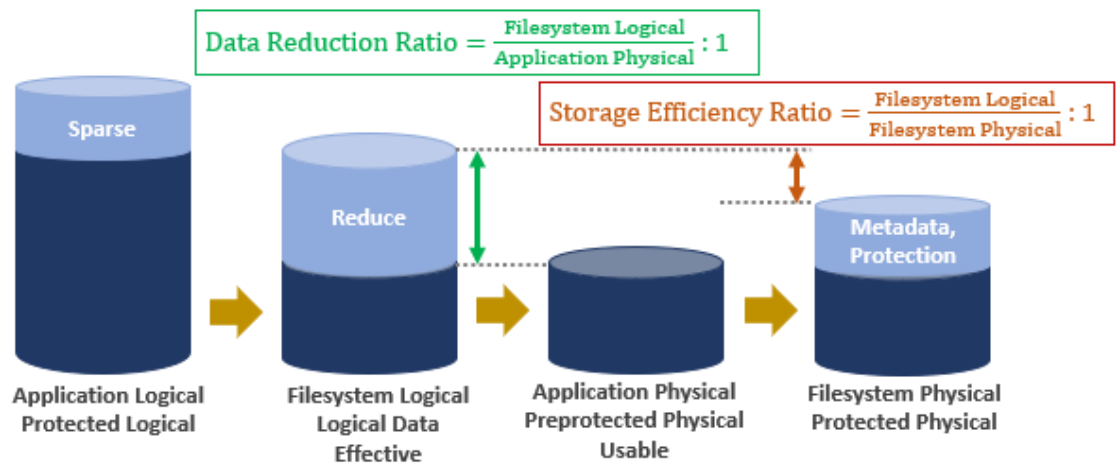 Data Reduction Ratio = Filesystem Logical / Application Physical : 1
Storage Efficiency Ratio = Filesystem Logical / Filesystem Physical : 1
Sparse
Reduce
Metadata,
Protection
Application Logical
Protected Logical
Filesystem Logical
Logical Data
Effective
Application Physical
Preprotected Physical
Usable
Filesystem Physical
Protected Physical